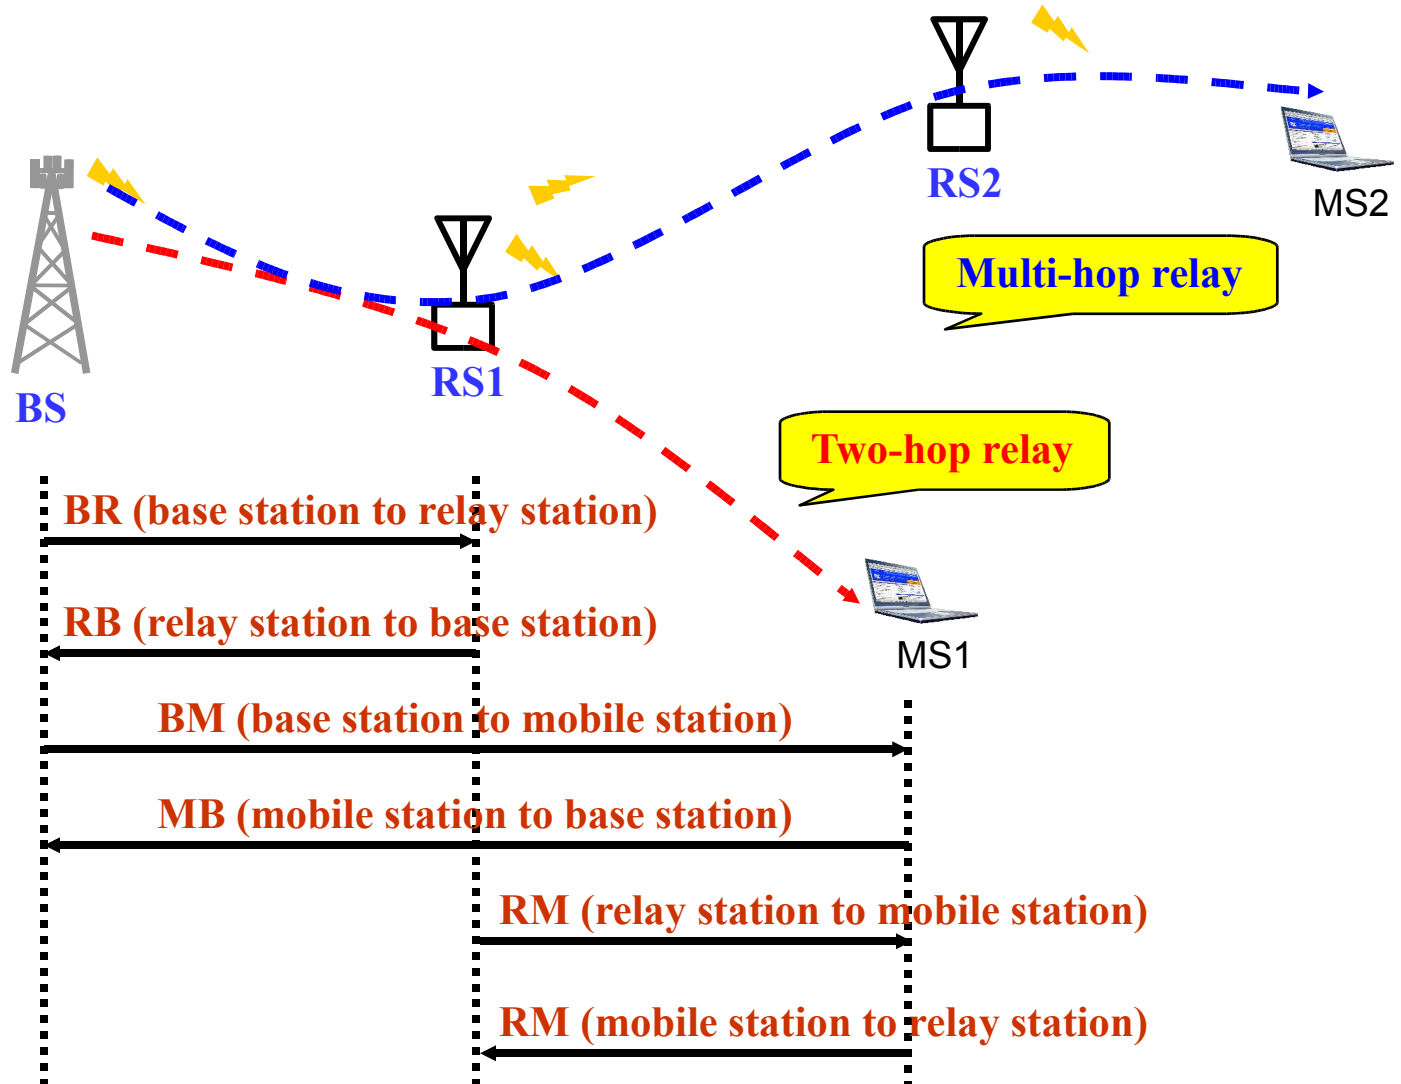 RS2
MS2
Multi-hop relay
RS1
BS
Two-hop relay
BR (base station to relay station)
RB (relay station to base station)
MS1
BM (base station to mobile station)
MB (mobile station to base station)
RM (relay station to mobile station)
RM (mobile station to relay station)